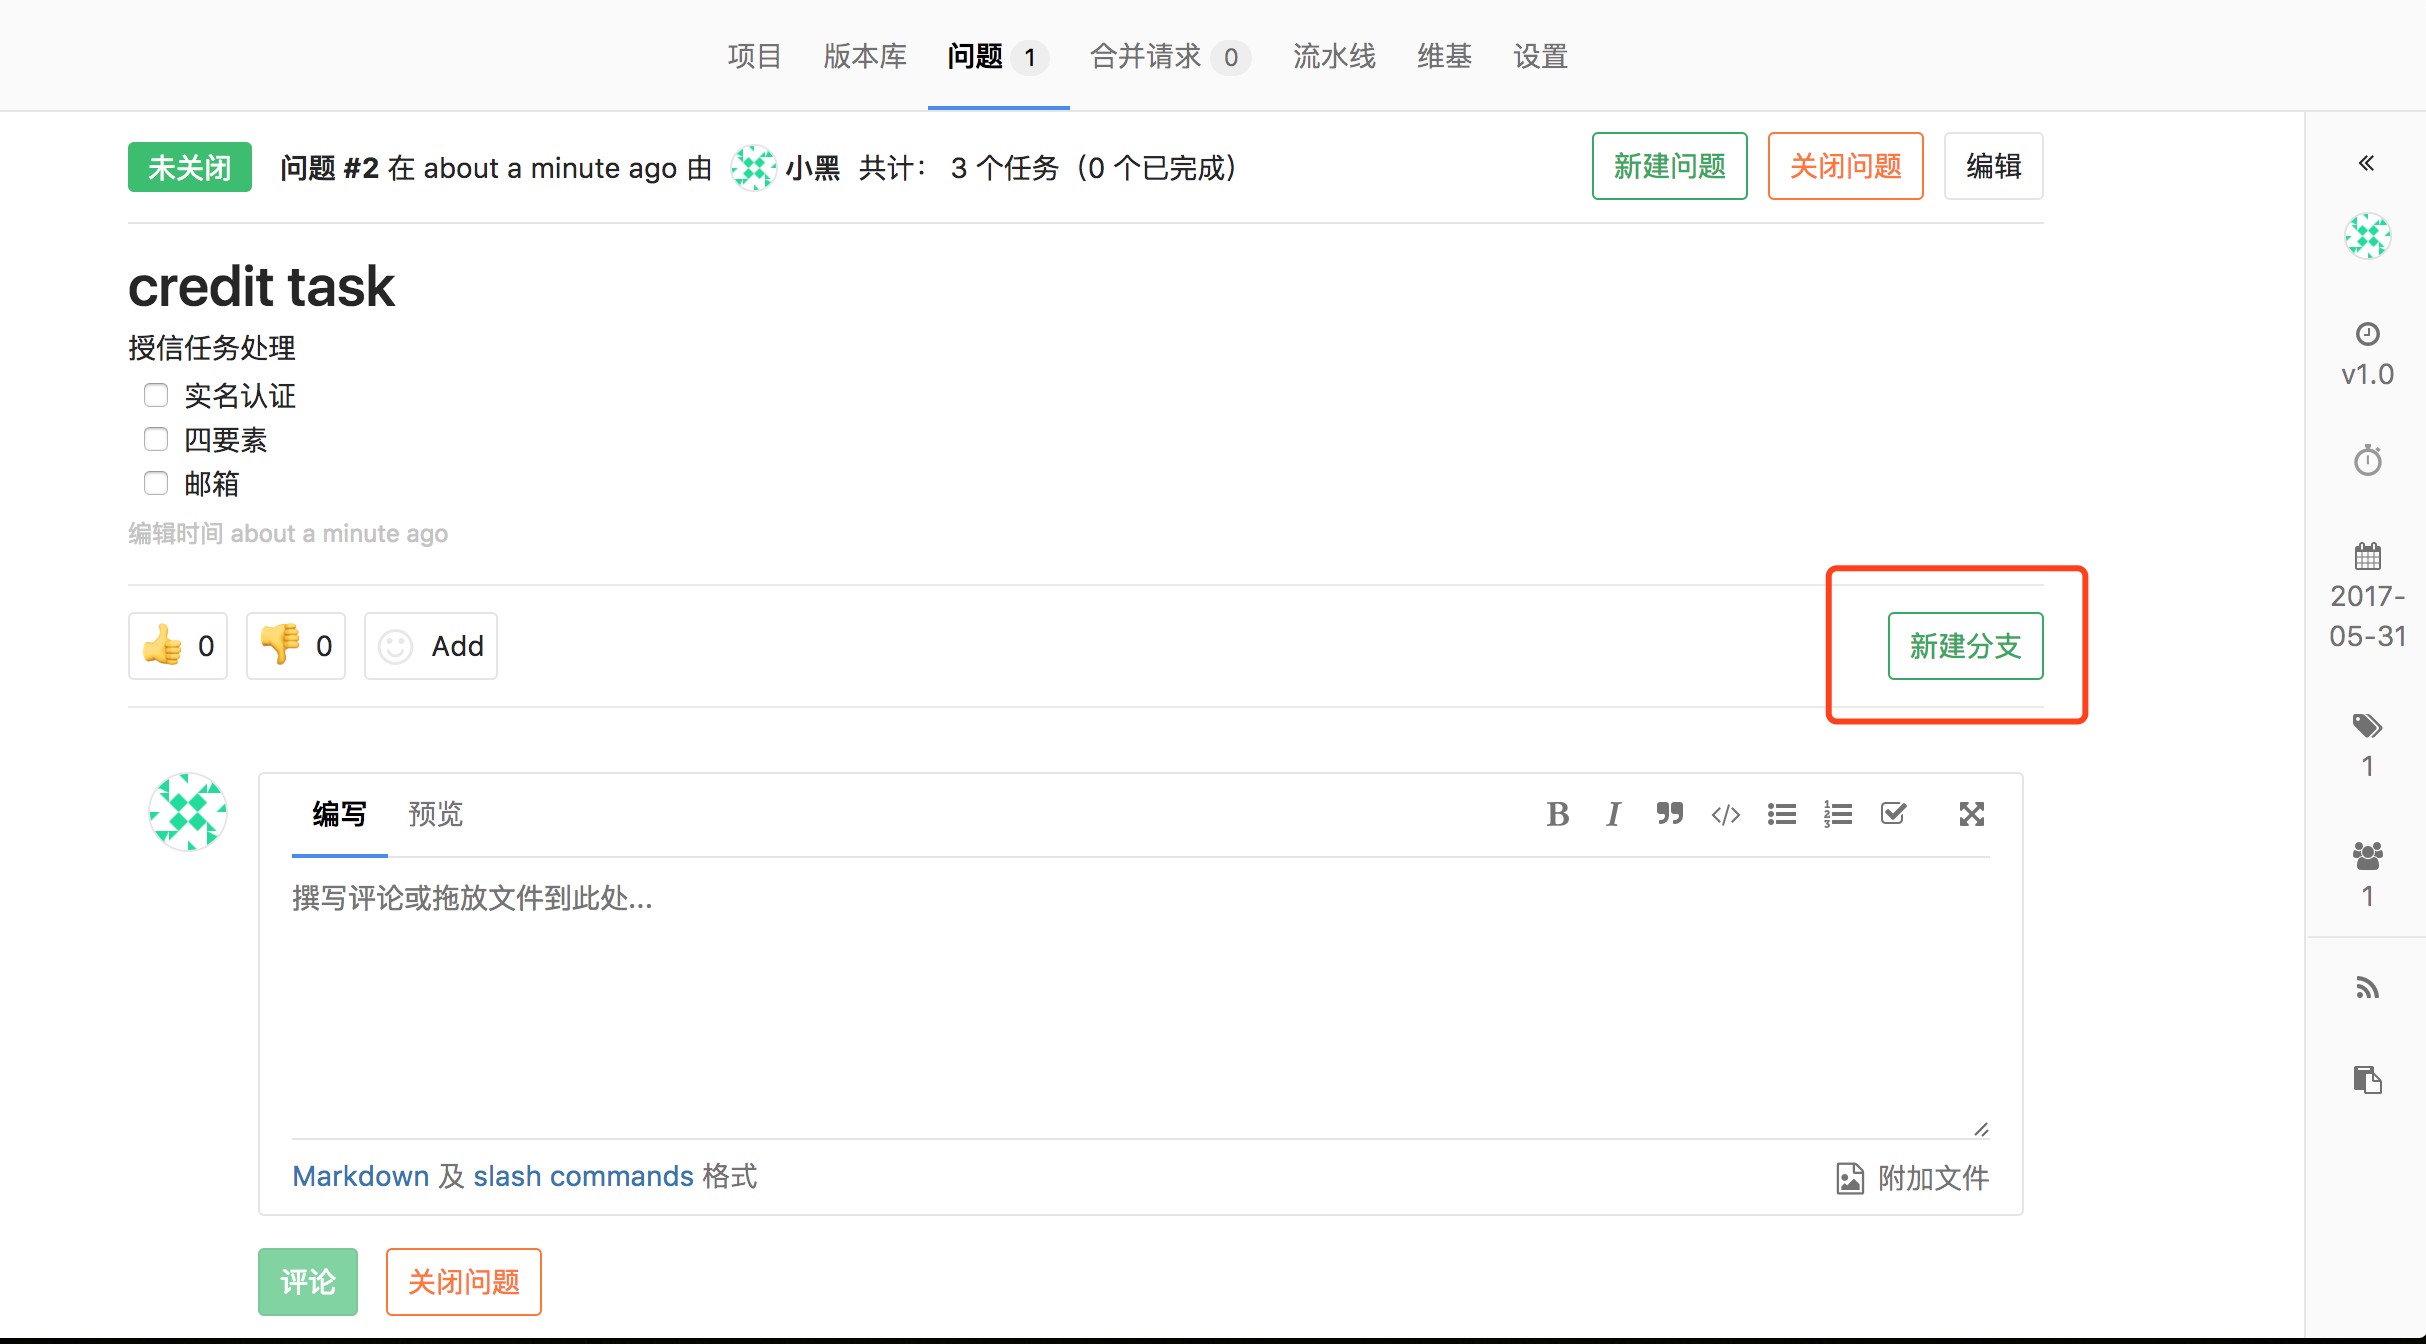 项目 版本库 问题 1 合并请求 0 流水线 维基 设置
未关闭 问题 #2 在 about a minute ago 由 小黑 共计： 3 个任务（0 个已完成） 新建问题 关闭问题 编辑
credit task
授信任务处理
实名认证
四要素
邮箱
编辑时间 about a minute ago
0 0 Add 新建分支
编写 预览
撰写评论或拖放文件到此处...
Markdown 及 slash commands 格式 附加文件
评论 关闭问题
v1.0
2017-
05-31
1
1